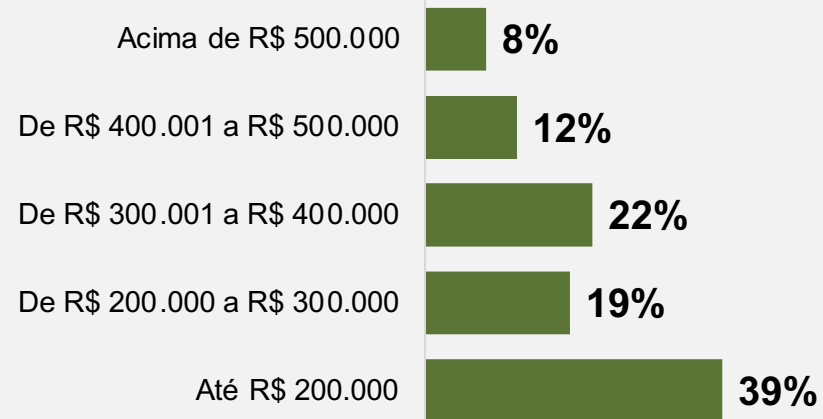 Acima de R$ 500.000 8%
De R$ 400.001 a R$ 500.000 12%
De R$ 300.001 a R$ 400.000 22%
De R$ 200.000 a R$ 300.000 19%
Até R$ 200.000 39%